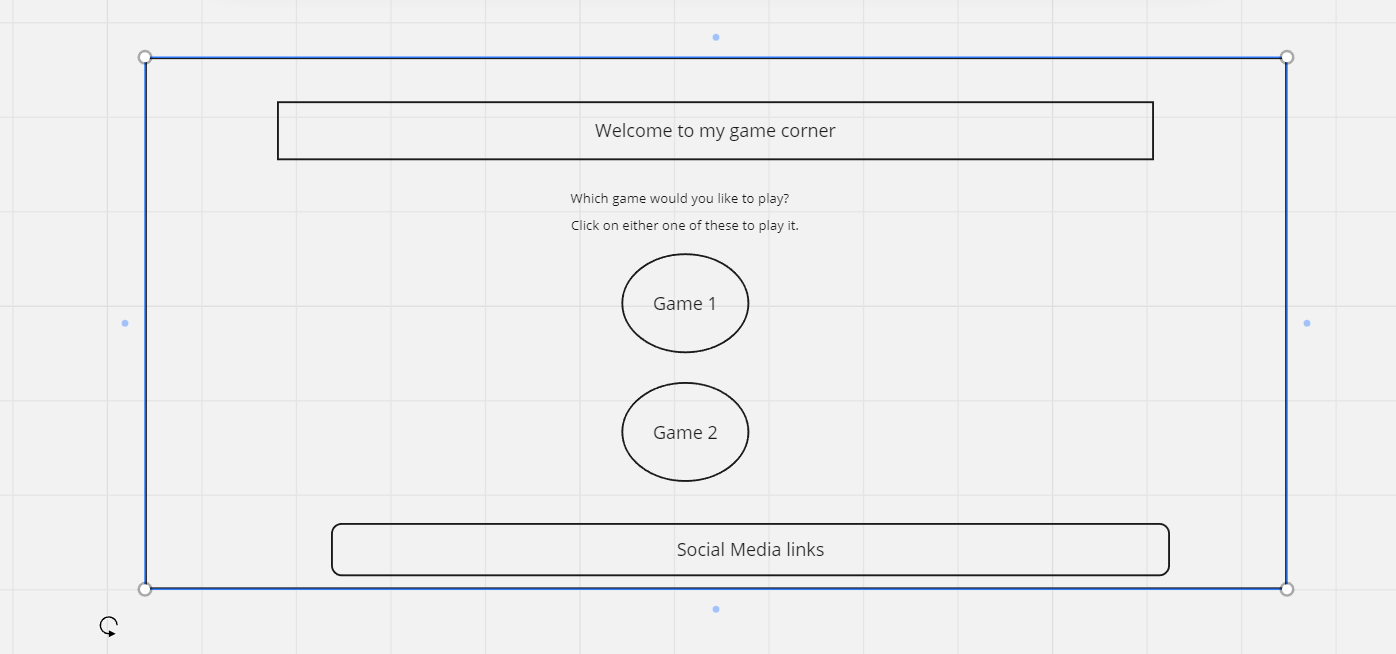 Welcome to my game corner
Which game would you like to play?
Click on either one of these to play it.
Game 1
Game 2
Social Media links